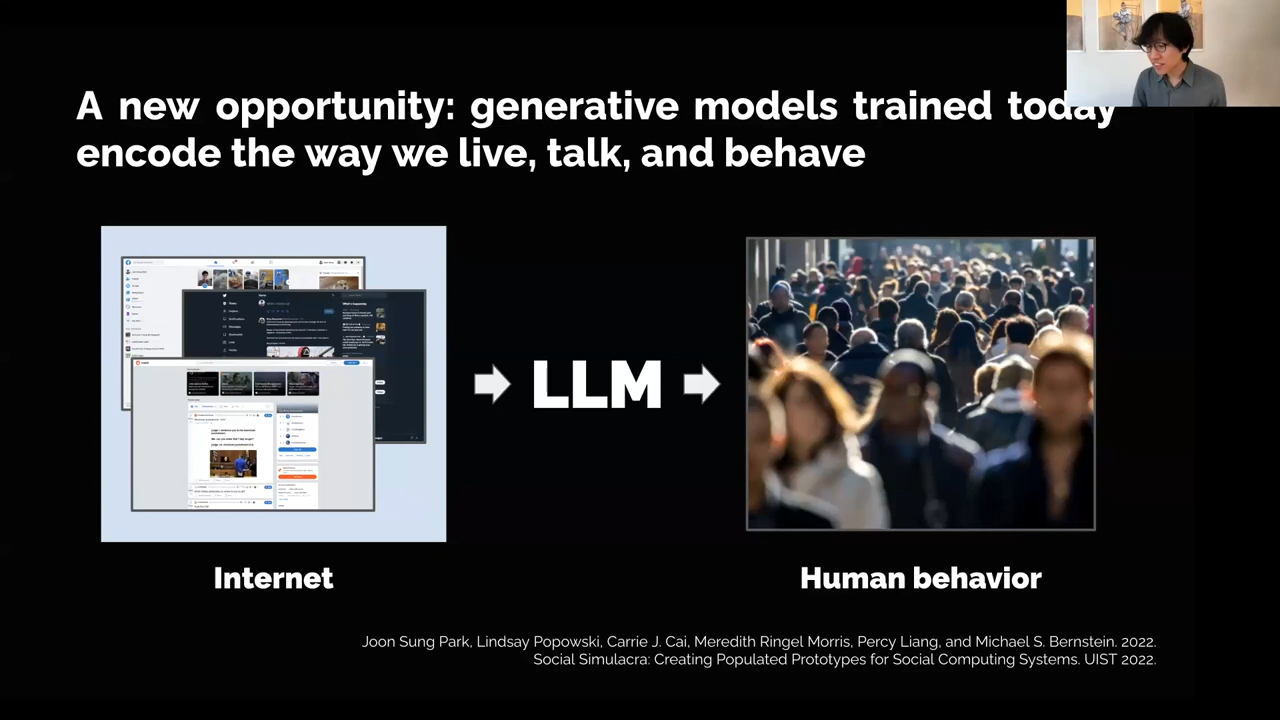 A new opportunity: generative models trained today
encode the way we live, talk, and behave
LLM
Internet
Human behavior
Joon Sung Park, Lindsay Popowski, Carrie J. Cai, Meredith Ringel Morris, Percy Liang, and Michael S. Bernstein. 2022.
Social Simulacra: Creating Populated Prototypes for Social Computing Systems. UIST 2022.